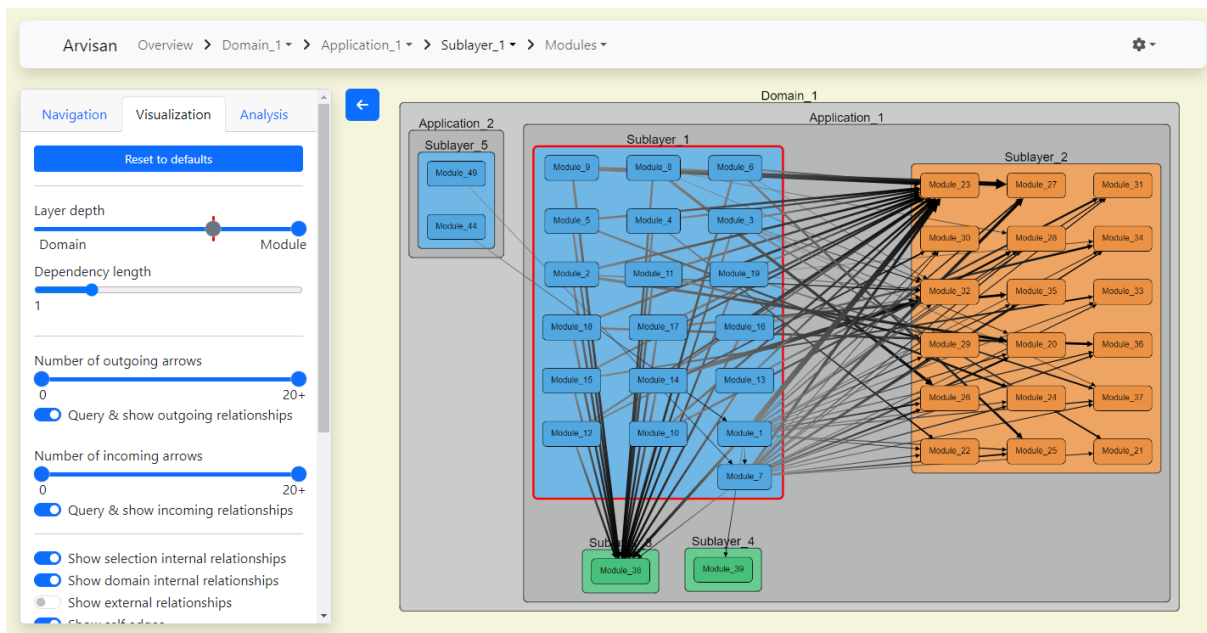 Arvisan Overview > Domain_1 > Application_1 > Sublayer_1 > Modules
Navigation Visualization Analysis
Reset to defaults
Layer depth
Domain Module
Dependency length
1
Number of outgoing arrows
0 20+
Query & show outgoing relationships
Number of incoming arrows
0 20+
Query & show incoming relationships
Show selection internal relationships
Show domain internal relationships
Show external relationships
Show self edges
Domain_1
Application_2
Sublayer_5
Module_49
Module_44
Application_1
Sublayer_1
Module_9 Module_8 Module_6
Module_5 Module_4 Module_3
Module_2 Module_11 Module_19
Module_18 Module_17 Module_16
Module_15 Module_14 Module_13
Module_12 Module_10 Module_1
Module_7
Sublayer_2
Module_23 Module_27 Module_31
Module_30 Module_28 Module_34
Module_32 Module_35 Module_33
Module_29 Module_20 Module_36
Module_26 Module_24 Module_37
Module_22 Module_25 Module_21
Sublayer_3
Module_38
Sublayer_4
Module_39